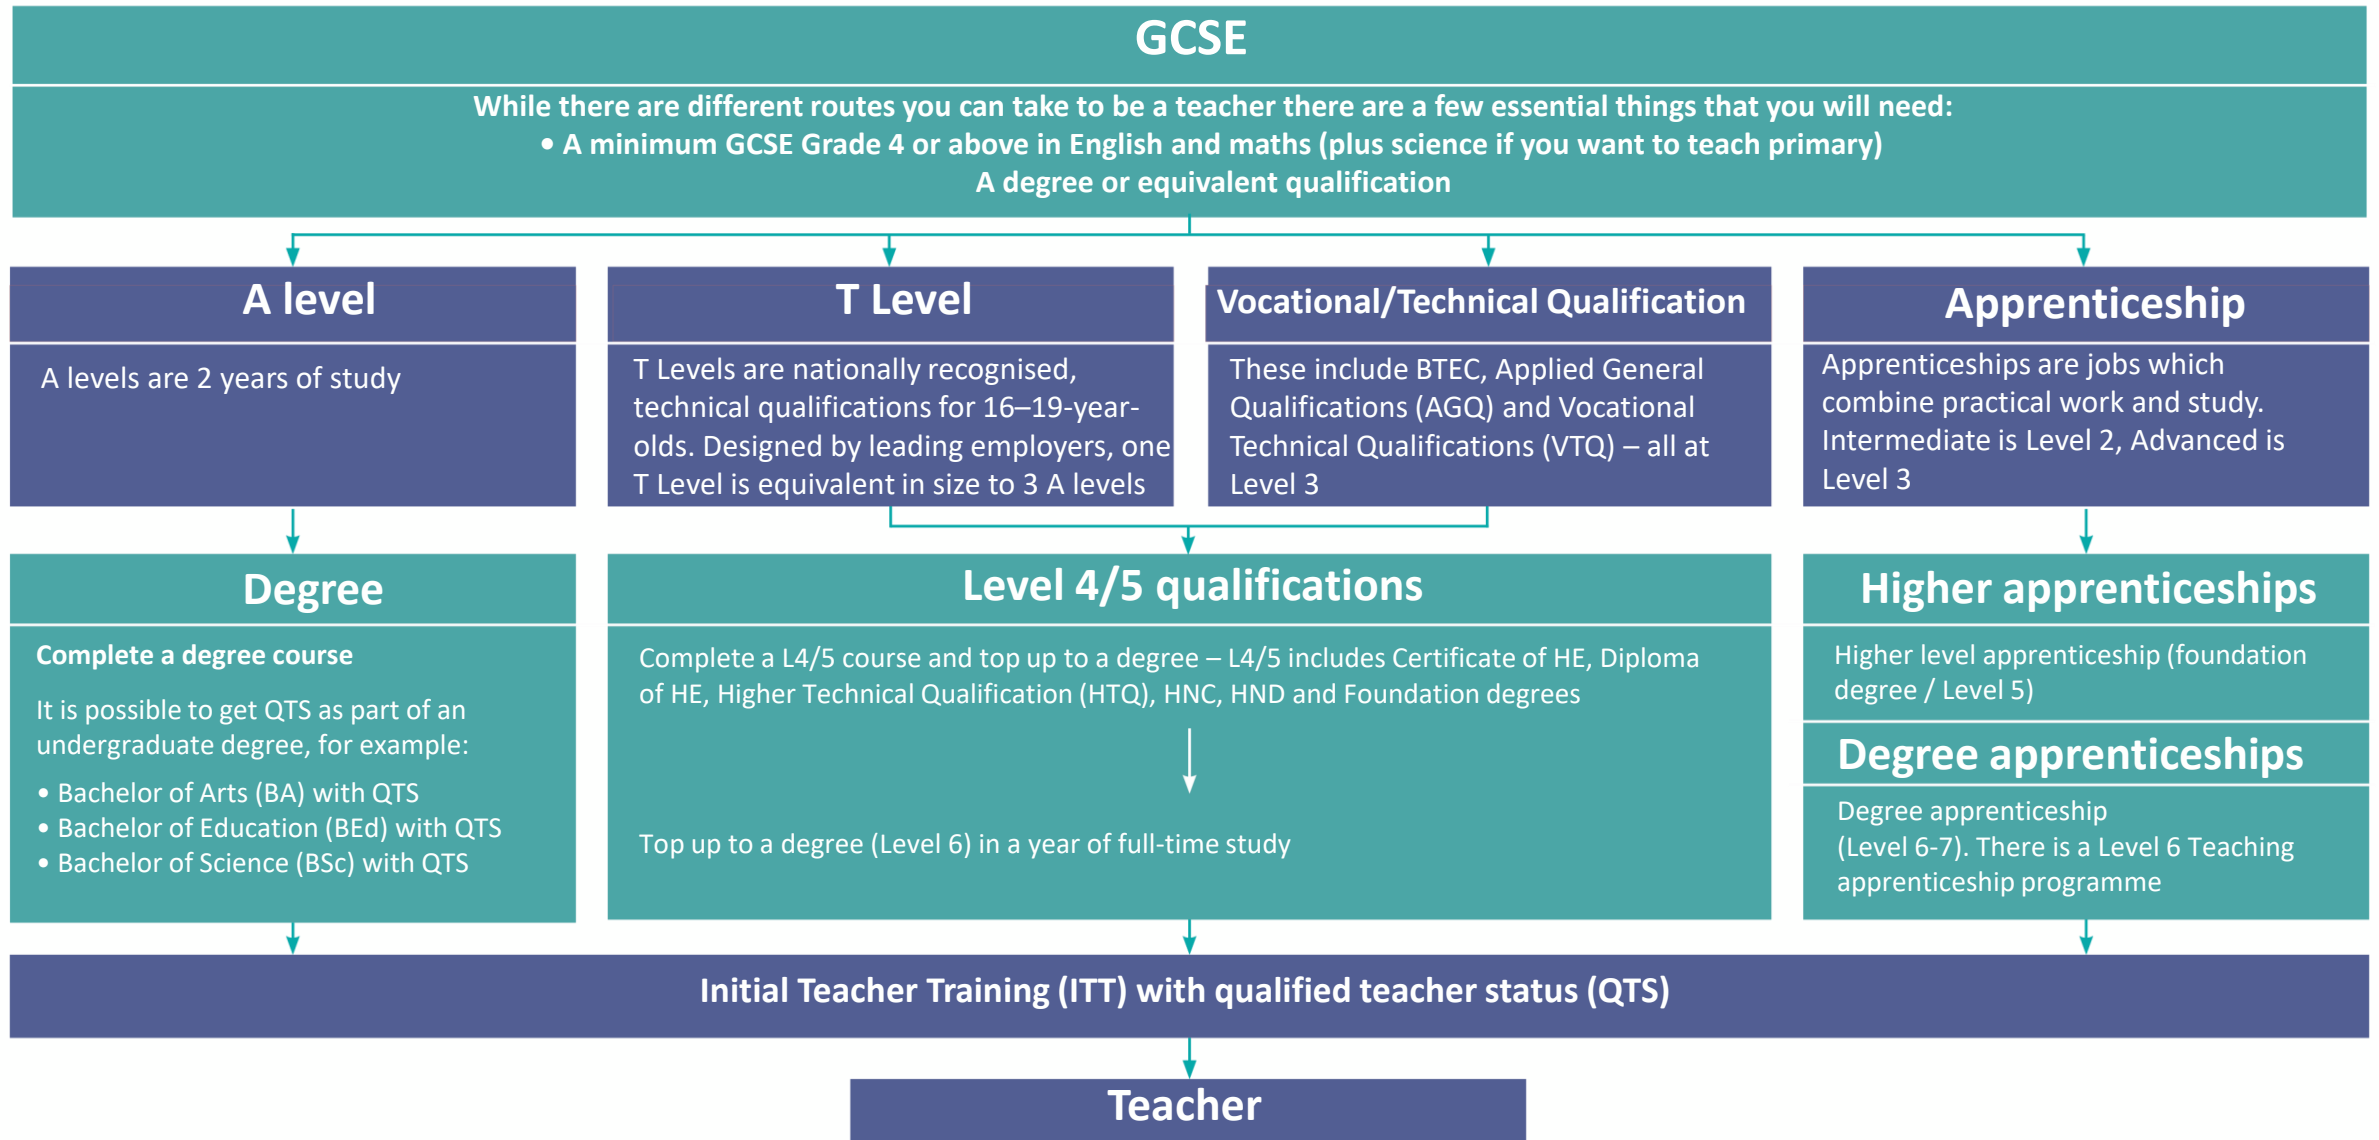 GCSE
While there are different routes you can take to be a teacher there are a few essential things that you will need:
• A minimum GCSE Grade 4 or above in English and maths (plus science if you want to teach primary)
A degree or equivalent qualification
A level
A levels are 2 years of study
T Level
T Levels are nationally recognised,
technical qualifications for 16–19-year-
olds. Designed by leading employers, one
T Level is equivalent in size to 3 A levels
Vocational/Technical Qualification
These include BTEC, Applied General
Qualifications (AGQ) and Vocational
Technical Qualifications (VTQ) – all at
Level 3
Apprenticeship
Apprenticeships are jobs which
combine practical work and study.
Intermediate is Level 2, Advanced is
Level 3
Degree
Complete a degree course
It is possible to get QTS as part of an
undergraduate degree, for example:
• Bachelor of Arts (BA) with QTS
• Bachelor of Education (BEd) with QTS
• Bachelor of Science (BSc) with QTS
Level 4/5 qualifications
Complete a L4/5 course and top up to a degree – L4/5 includes Certificate of HE, Diploma
of HE, Higher Technical Qualification (HTQ), HNC, HND and Foundation degrees
Top up to a degree (Level 6) in a year of full-time study
Higher apprenticeships
Higher level apprenticeship (foundation
degree / Level 5)
Degree apprenticeships
Degree apprenticeship
(Level 6-7). There is a Level 6 Teaching
apprenticeship programme
Initial Teacher Training (ITT) with qualified teacher status (QTS)
Teacher